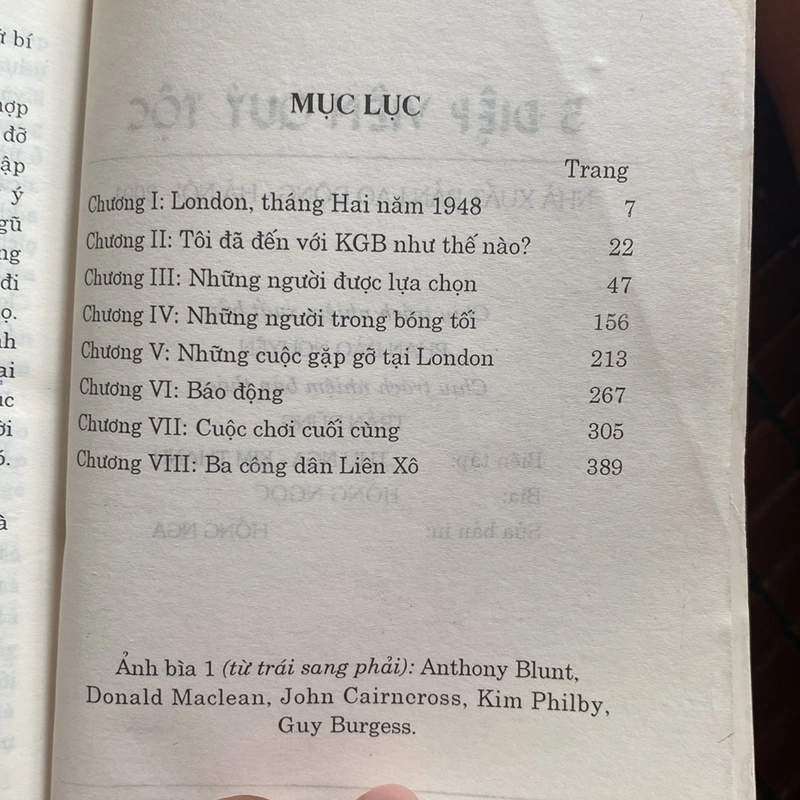 MỤC LỤC
Trang
Chương I: London, tháng Hai năm 1948 7
Chương II: Tôi đã đến với KGB như thế nào? 22
Chương III: Những người được lựa chọn 47
Chương IV: Những người trong bóng tối 156
Chương V: Những cuộc gặp gỡ tại London 213
Chương VI: Báo động 267
Chương VII: Cuộc chơi cuối cùng 305
Chương VIII: Ba công dân Liên Xô 389
Ảnh bìa 1 (từ trái sang phải): Anthony Blunt,
Donald Maclean, John Cairncross, Kim Philby,
Guy Burgess.